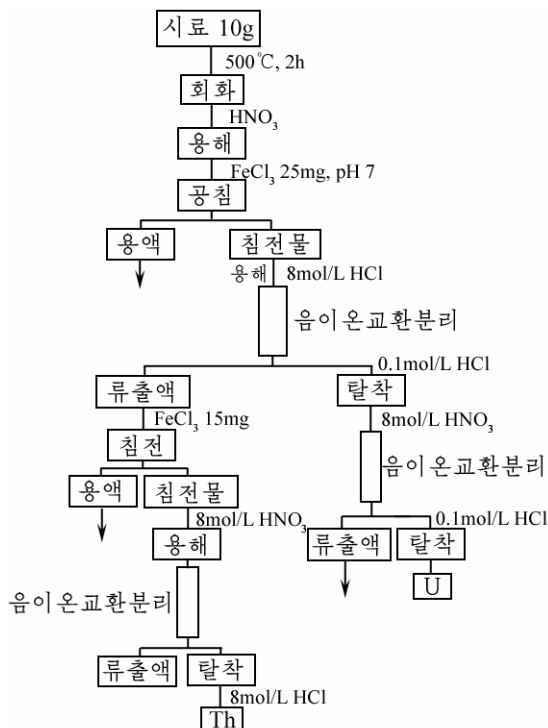 시료 10g
500℃, 2h
회화
HNO₃
용해
FeCl₃ 25mg, pH 7
공침
용액
침전물
용해 8mol/L HCl
음이온교환분리
0.1mol/L HCl
류출액
탈착
FeCl₃ 15mg
8mol/L HNO₃
침전
음이온교환분리
용액
침전물
8mol/L HNO₃
0.1mol/L HCl
용해
류출액
탈착
U
음이온교환분리
류출액
탈착
8mol/L HCl
Th